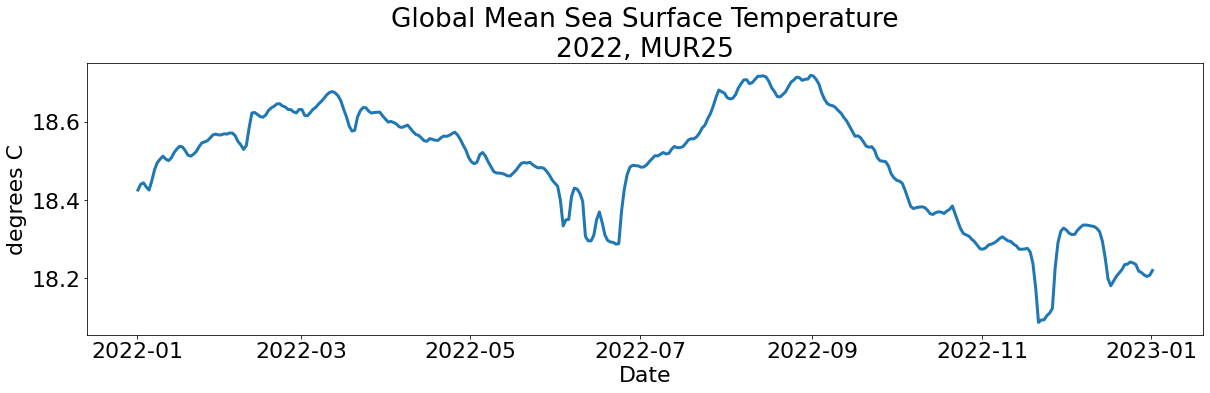 Global Mean Sea Surface Temperature
2022, MUR25
degrees C
18.6
18.4
18.2
2022-01 2022-03 2022-05 2022-07 2022-09 2022-11 2023-01
Date